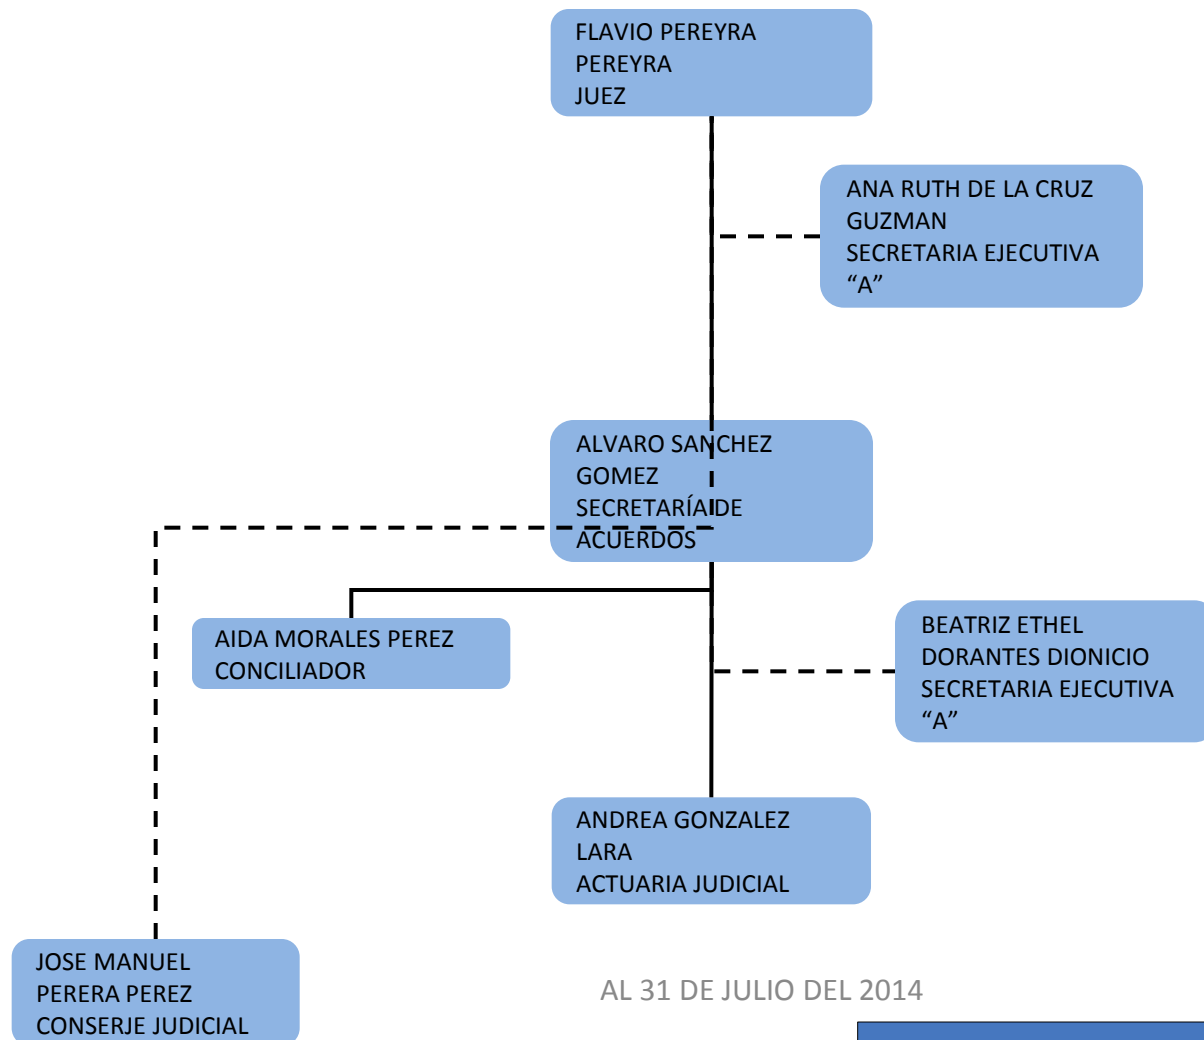 FLAVIO PEREYRA
PEREYRA
JUEZ
ANA RUTH DE LA CRUZ
GUZMAN
SECRETARIA EJECUTIVA
“A”
ALVARO SANCHEZ
GOMEZ
SECRETARÍA DE
ACUERDOS
AIDA MORALES PEREZ
CONCILIADOR
BEATRIZ ETHEL
DORANTES DIONICIO
SECRETARIA EJECUTIVA
“A”
ANDREA GONZALEZ
LARA
ACTUARIA JUDICIAL
JOSE MANUEL
PERERA PEREZ
CONSERJE JUDICIAL
AL 31 DE JULIO DEL 2014